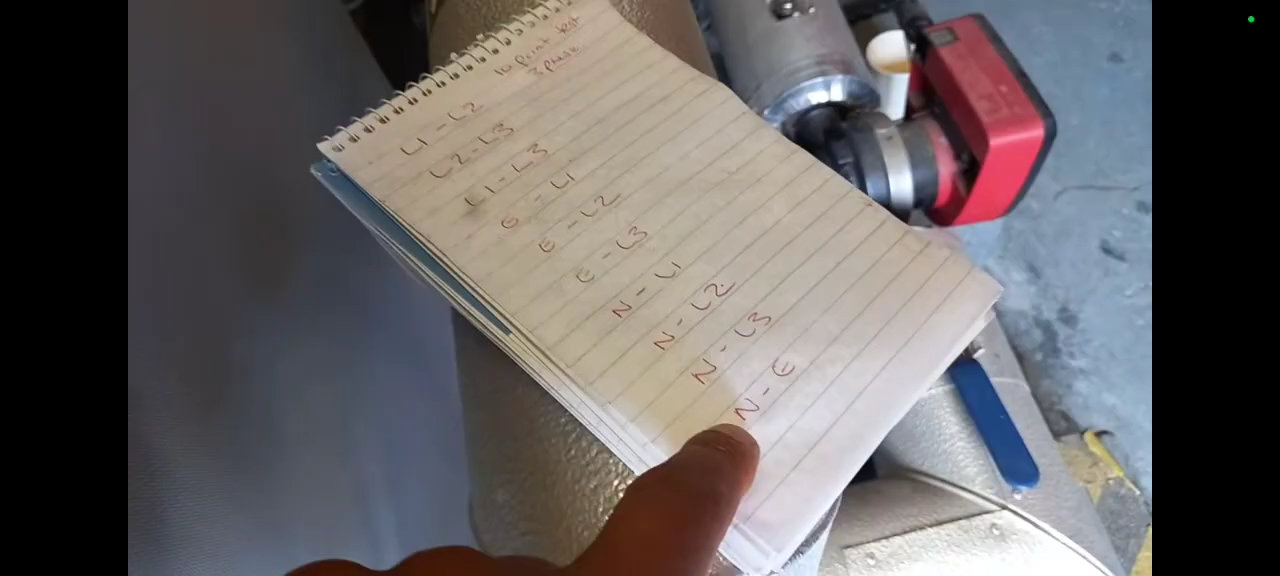 10 point test
3 phase
L1 - L2
L2 - L3
L1 - L3
E - L1
E - L2
E - L3
N - L1
N - L2
N - L3
N - E